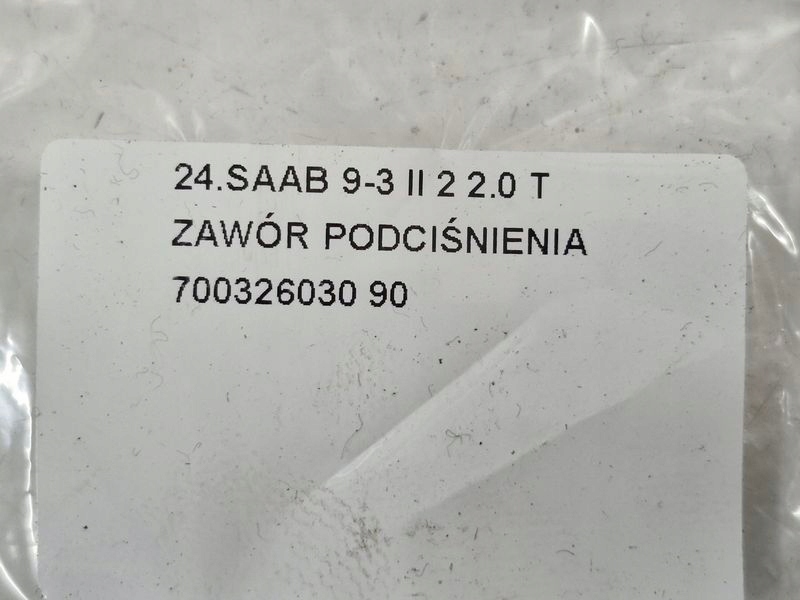 24.SAAB 9-3 II 2 2.0 T
ZAWÓR PODCIŚNIENIA
700326030 90